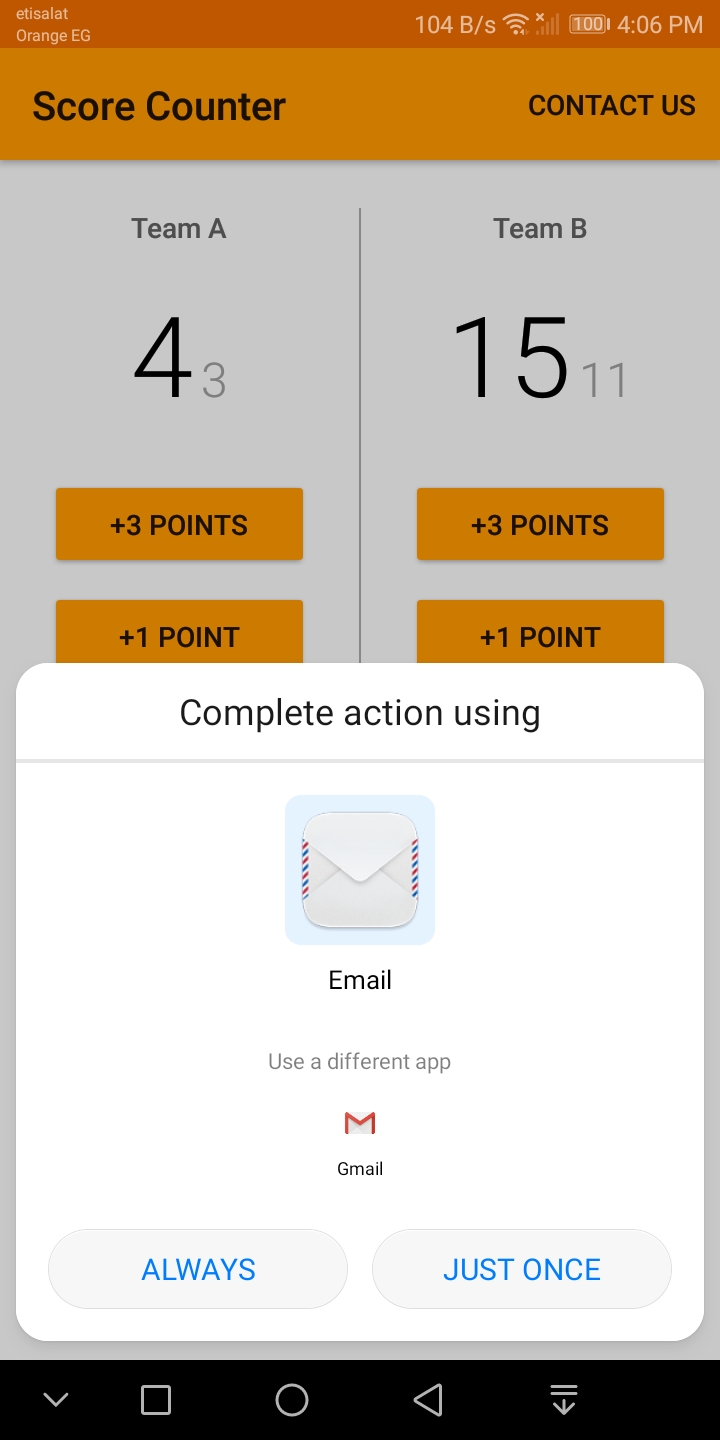 etisalat
Orange EG
104 B/s 100 4:06 PM
Score Counter CONTACT US
Team A Team B
4 3 15 11
+3 POINTS +3 POINTS
+1 POINT +1 POINT
Complete action using
Email
Use a different app
Gmail
ALWAYS JUST ONCE